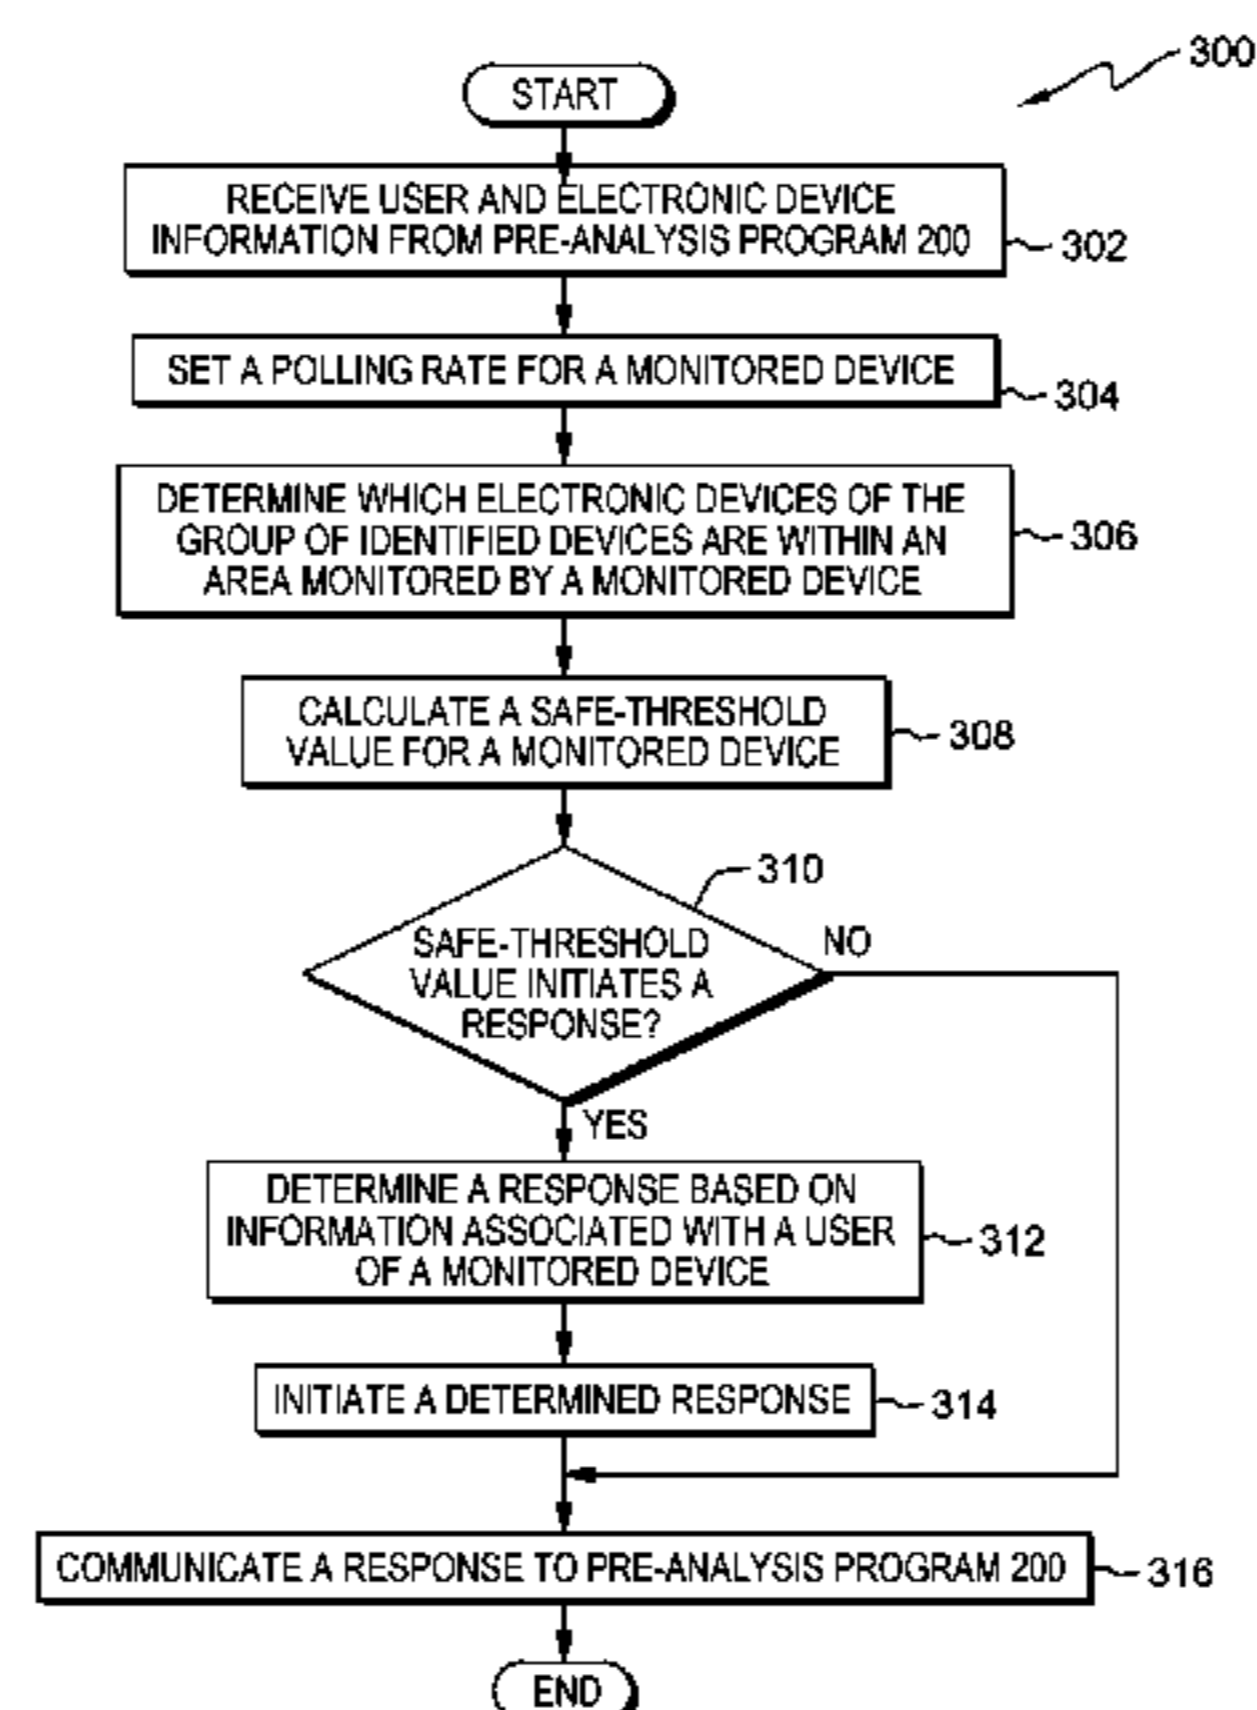 300
START
RECEIVE USER AND ELECTRONIC DEVICE
INFORMATION FROM PRE-ANALYSIS PROGRAM 200
302
SET A POLLING RATE FOR A MONITORED DEVICE
304
DETERMINE WHICH ELECTRONIC DEVICES OF THE
GROUP OF IDENTIFIED DEVICES ARE WITHIN AN
AREA MONITORED BY A MONITORED DEVICE
306
CALCULATE A SAFE-THRESHOLD
VALUE FOR A MONITORED DEVICE
308
310
SAFE-THRESHOLD
VALUE INITIATES A
RESPONSE?
NO
YES
DETERMINE A RESPONSE BASED ON
INFORMATION ASSOCIATED WITH A USER
OF A MONITORED DEVICE
312
INITIATE A DETERMINED RESPONSE
314
COMMUNICATE A RESPONSE TO PRE-ANALYSIS PROGRAM 200
316
END